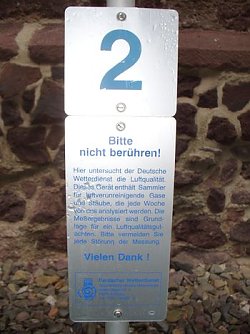 2
Bitte
nicht berühren!
Hier untersucht der Deutsche
Wetterdienst die Luftqualität.
Dieses Gerät enthält Sammler
für luftverunreinigende Gase
und Stäube, die jede Woche
von uns analysiert werden. Die
Meßergebnisse sind Grund-
lage für ein Luftqualitätsgut-
achten. Bitte vermeiden Sie
jede Störung der Messung.
Vielen Dank !
Deutscher Wetterdienst